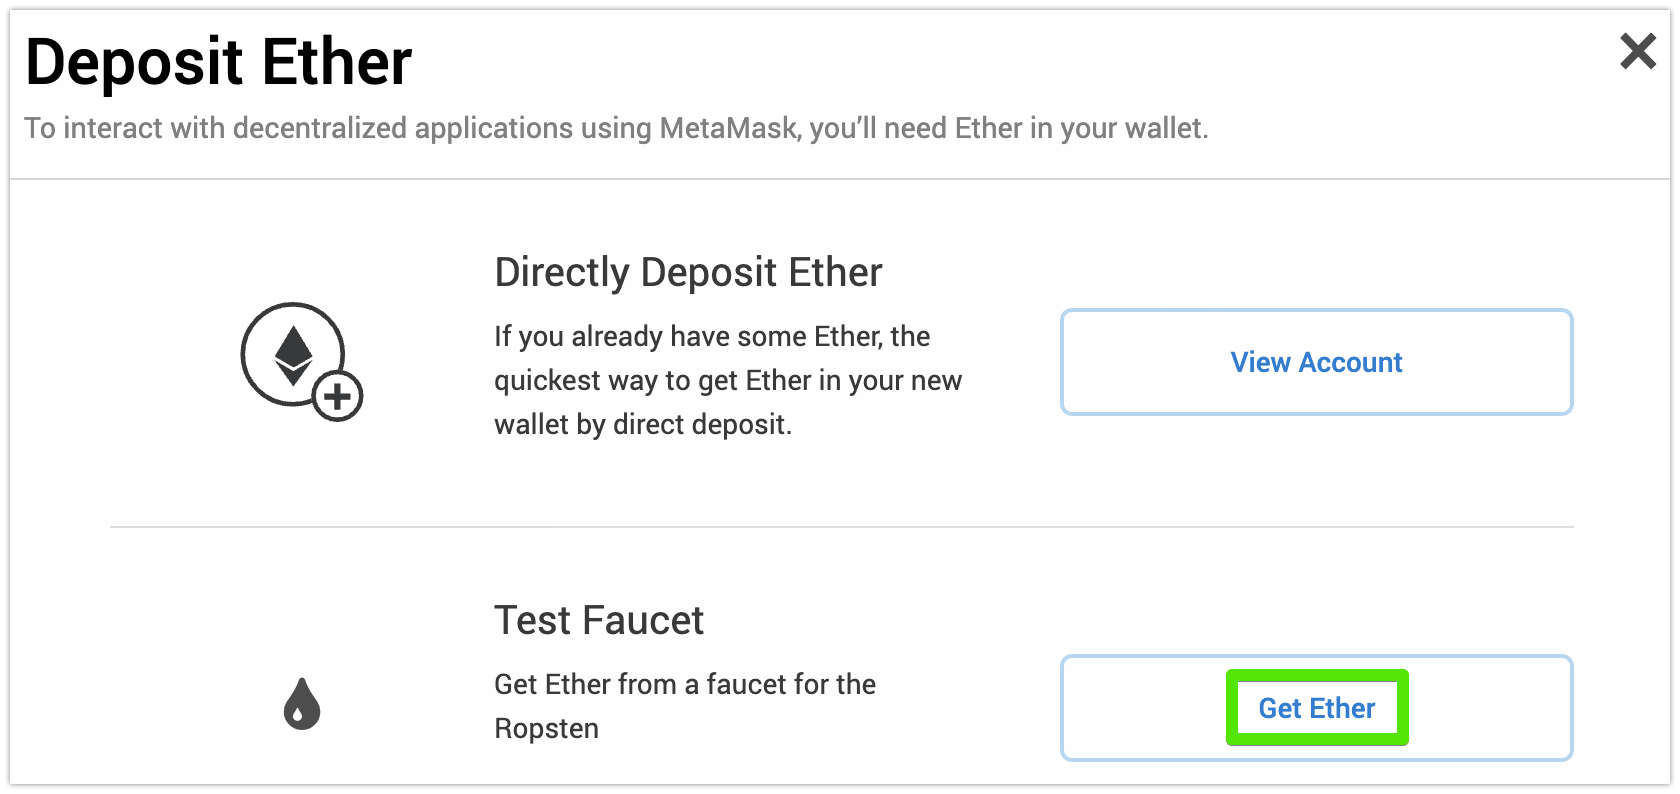 Deposit Ether
To interact with decentralized applications using MetaMask, you'll need Ether in your wallet.
Directly Deposit Ether
If you already have some Ether, the
quickest way to get Ether in your new
wallet by direct deposit.
View Account
Test Faucet
Get Ether from a faucet for the
Ropsten
Get Ether